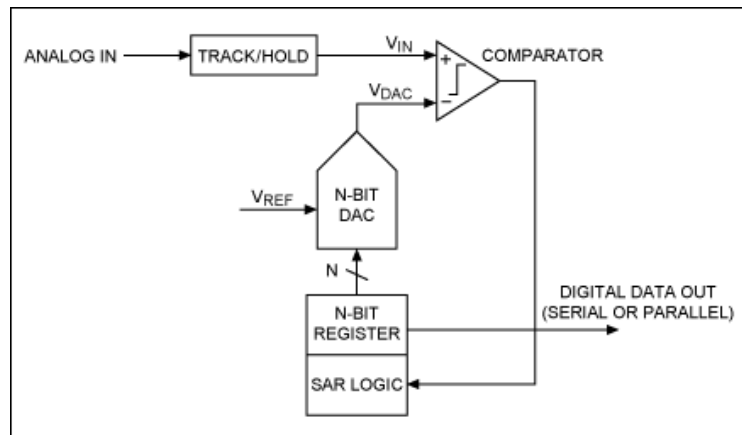 ANALOG IN
TRACK/HOLD
VIN
COMPARATOR
+
−
VDAC
N-BIT
DAC
VREF
N
N-BIT
REGISTER
SAR LOGIC
DIGITAL DATA OUT
(SERIAL OR PARALLEL)